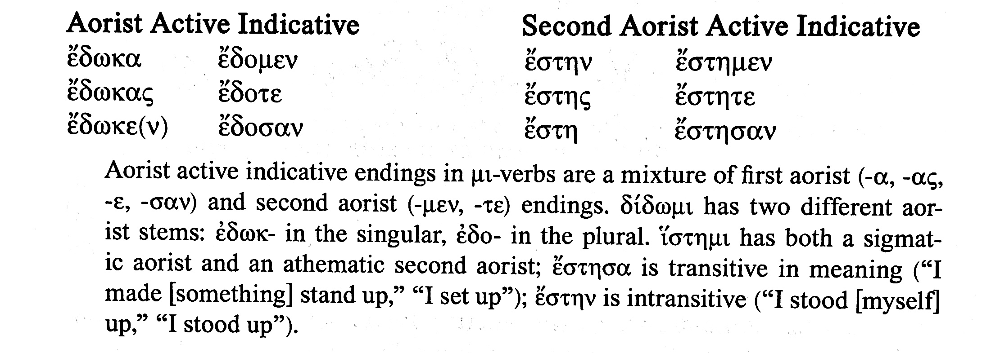 Aorist Active Indicative Second Aorist Active Indicative
ἔδωκα ἔδομεν ἔστην ἔστημεν
ἔδωκας ἔδοτε ἔστης ἔστητε
ἔδωκε(ν) ἔδοσαν ἔστη ἔστησαν
Aorist active indicative endings in μι-verbs are a mixture of first aorist (-α, -ας,
-ε, -σαν) and second aorist (-μεν, -τε) endings. δίδωμι has two different aor-
ist stems: ἐδωκ- in the singular, ἐδο- in the plural. ἵστημι has both a sigmat-
ic aorist and an athematic second aorist; ἔστησα is transitive in meaning (“I
made [something] stand up,” “I set up”); ἔστην is intransitive (“I stood [myself]
up,” “I stood up”).